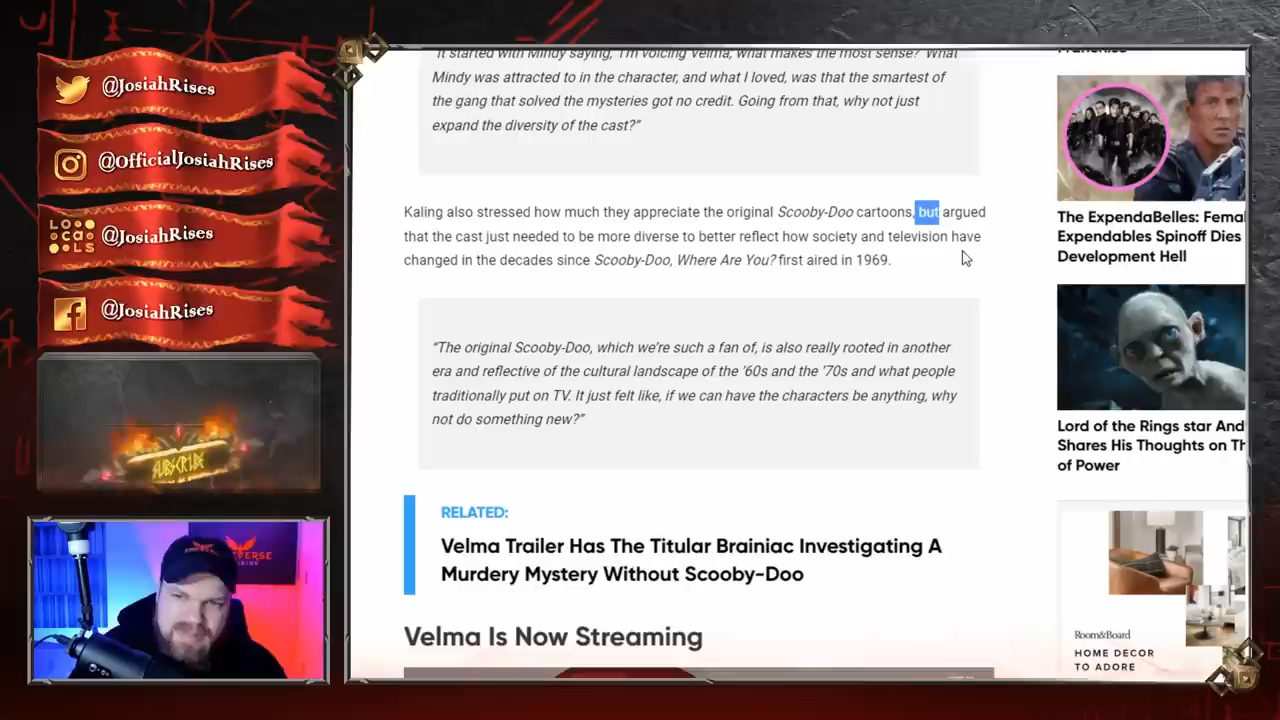 @JosiahRises
@OfficialJosiahRises
LOCALS
@JosiahRises
@JosiahRises
SUBSCRIBE
"It started with Mindy saying, 'I'm voicing Velma, what makes the most sense?' What
Mindy was attracted to in the character, and what I loved, was that the smartest of
the gang that solved the mysteries got no credit. Going from that, why not just
expand the diversity of the cast?"
Kaling also stressed how much they appreciate the original Scooby-Doo cartoons, but argued
that the cast just needed to be more diverse to better reflect how society and television have
changed in the decades since Scooby-Doo, Where Are You? first aired in 1969.
"The original Scooby-Doo, which we're such a fan of, is also really rooted in another
era and reflective of the cultural landscape of the '60s and the '70s and what people
traditionally put on TV. It just felt like, if we can have the characters be anything, why
not do something new?"
RELATED:
Velma Trailer Has The Titular Brainiac Investigating A
Murdery Mystery Without Scooby-Doo
Velma Is Now Streaming
The ExpendaBelles: Femal
Expendables Spinoff Dies
Development Hell
Lord of the Rings star And
Shares His Thoughts on Th
of Power
Room&Board
HOME DECOR
TO ADORE